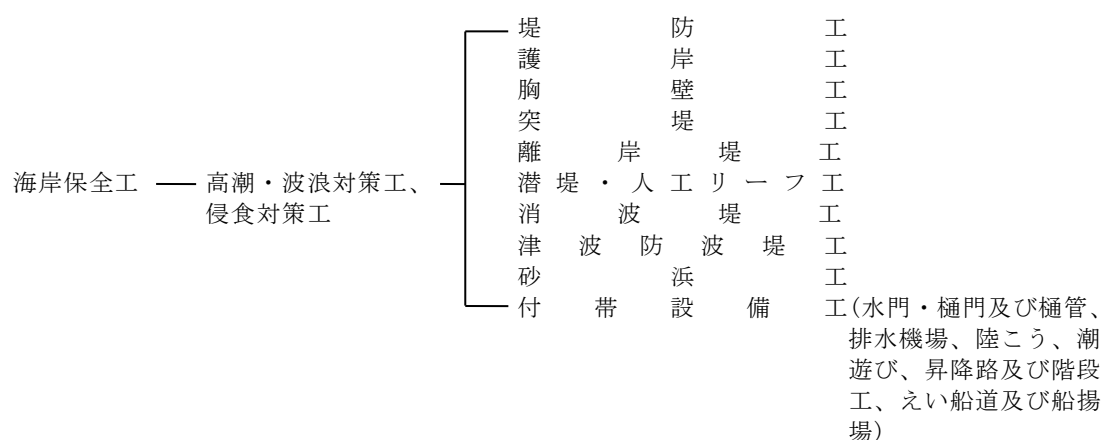 堤防工
護岸工
胸壁工
突堤工
離岸堤工
海岸保全工 高潮・波浪対策工、 潜堤・人工リーフ工
侵食対策工 消波堤工
津波防波堤工
砂浜工
付帯設備工(水門・樋門及び樋管、
排水機場、陸こう、潮
遊び、昇降路及び階段
工、えい船道及び船揚
場)